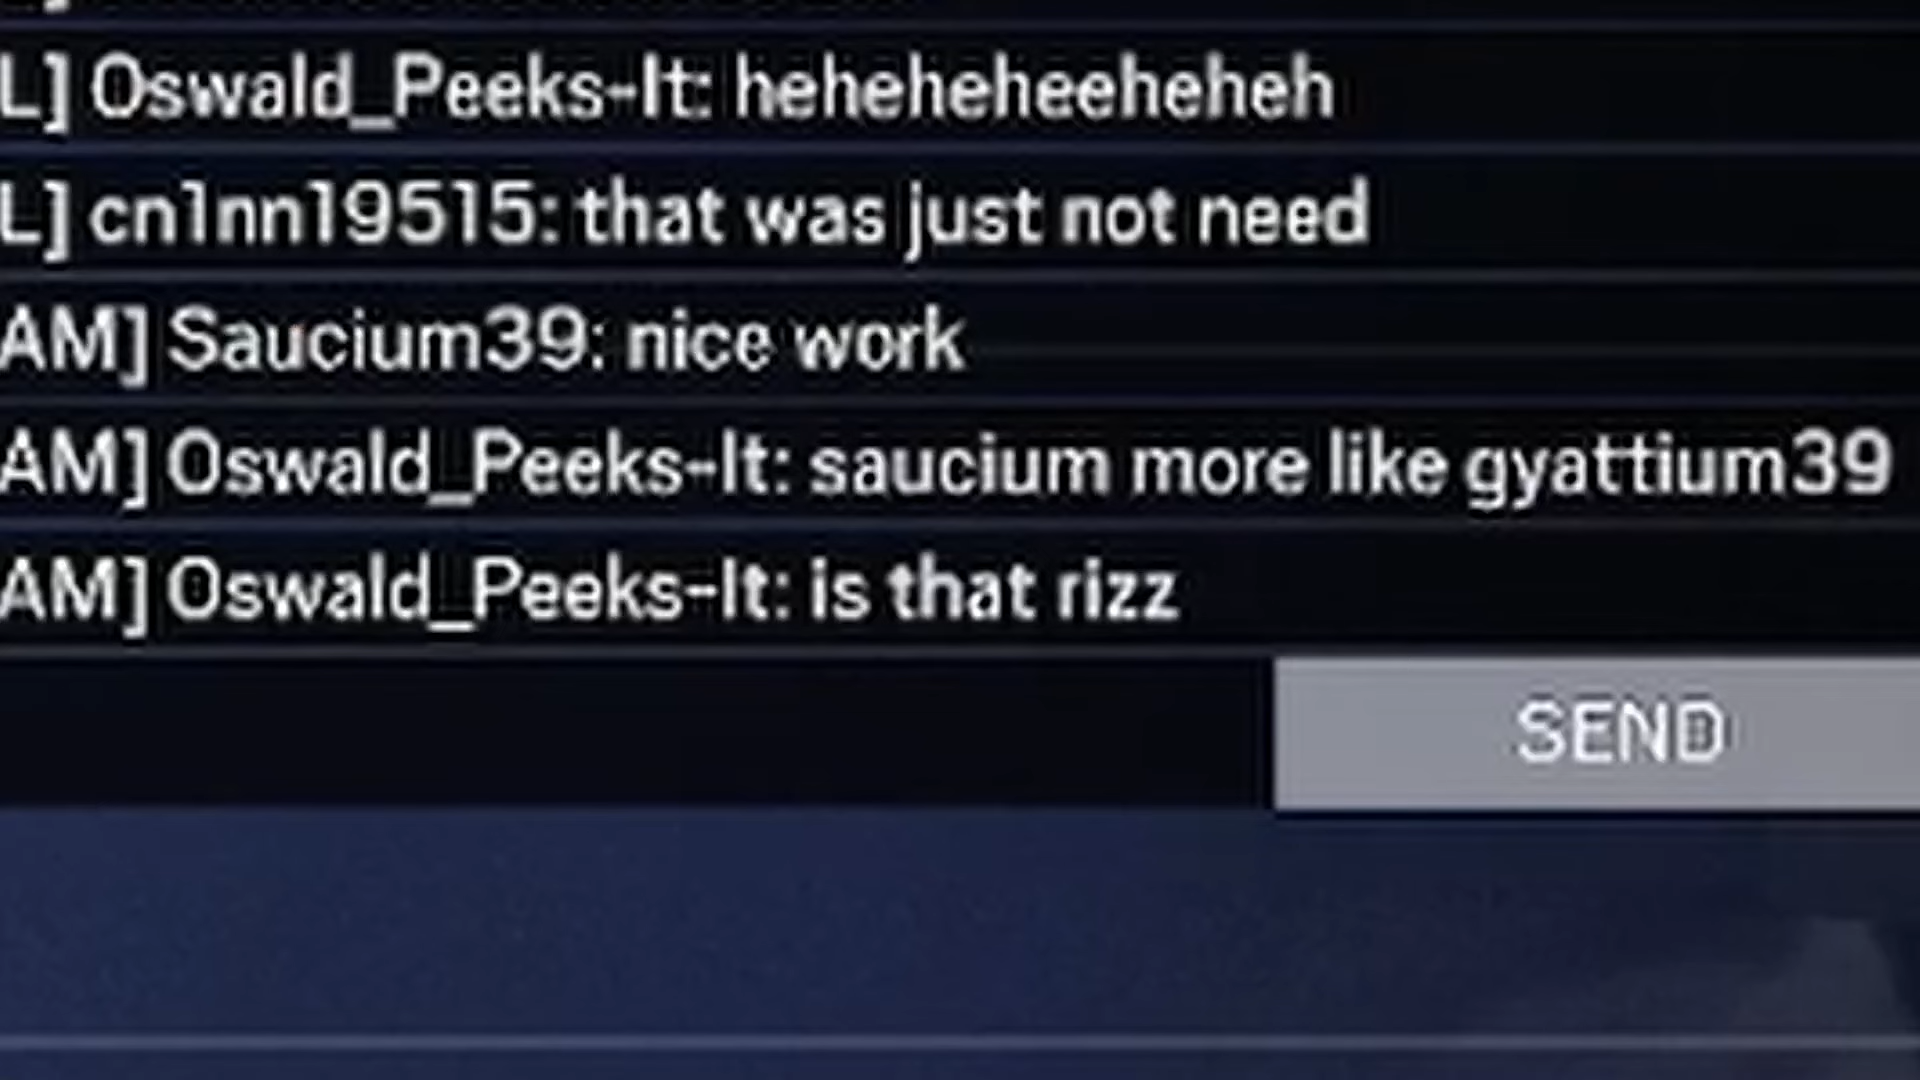 L] Oswald_Peeks-It: heheheheeheheh
L] cn1nn19515: that was just not need
AM] Saucium39: nice work
AM] Oswald_Peeks-It: saucium more like gyattium39
AM] Oswald_Peeks-It: is that rizz
SEND